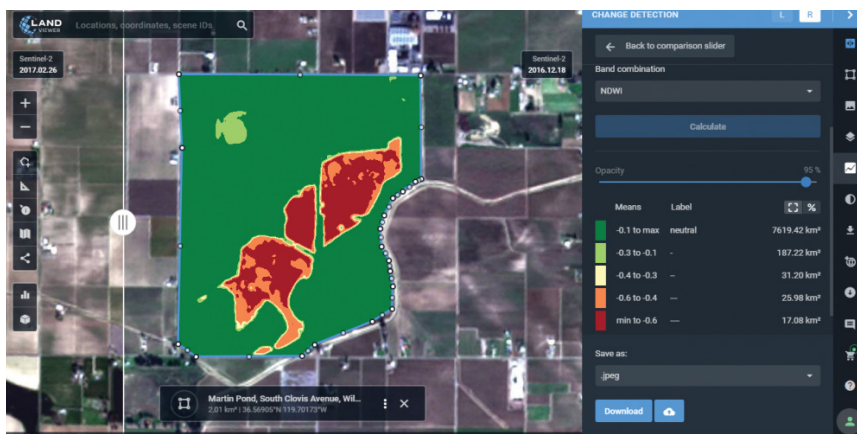 LAND
VIEWER
Locations, coordinates, scene IDs
Sentinel-2
2017.02.26
Sentinel-2
2016.12.18
Martin Pond, South Clovis Avenue, Wil...
2,01 km² | 36.56905°N 119.70173°W
CHANGE DETECTION
L
R
Back to comparison slider
Band combination
NDWI
Calculate
Opacity
95 %
Means Label %
-0.1 to max neutral 7619.42 km²
-0.3 to -0.1 - 187.22 km²
-0.4 to -0.3 -- 31.20 km²
-0.6 to -0.4 --- 25.98 km²
min to -0.6 ---- 17.08 km²
Save as:
.jpeg
Download